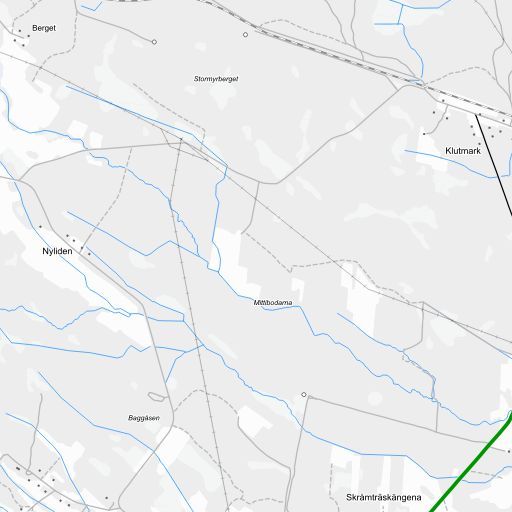 Berget
Stormyrberget
Klutmark
Nyliden
Mittibodarna
Baggåsen
Skråmträskängena